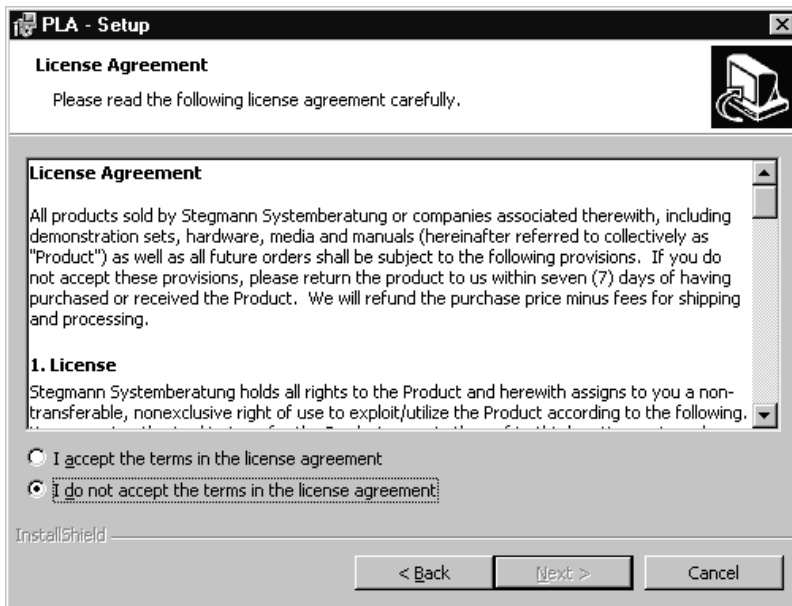 PLA - Setup
License Agreement
Please read the following license agreement carefully.
License Agreement
All products sold by Stegmann Systemberatung or companies associated therewith, including
demonstration sets, hardware, media and manuals (hereinafter referred to collectively as
"Product") as well as all future orders shall be subject to the following provisions.  If you do
not accept these provisions, please return the product to us within seven (7) days of having
purchased or received the Product.  We will refund the purchase price minus fees for shipping
and processing.
1. License
Stegmann Systemberatung holds all rights to the Product and herewith assigns to you a non-
transferable, nonexclusive right of use to exploit/utilize the Product according to the following.
I accept the terms in the license agreement
I do not accept the terms in the license agreement
InstallShield
< Back
Next >
Cancel